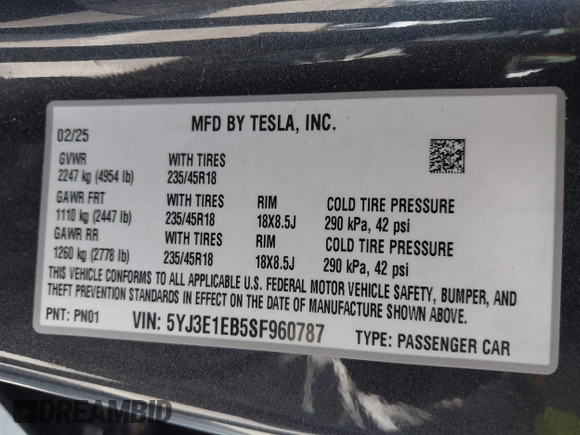 MFD BY TESLA, INC.
02/25
GVWR WITH TIRES
2247 kg (4954 lb) 235/45R18
GAWR FRT WITH TIRES RIM COLD TIRE PRESSURE
1110 kg (2447 lb) 235/45R18 18X8.5J 290 kPa, 42 psi
GAWR RR WITH TIRES RIM COLD TIRE PRESSURE
1260 kg (2778 lb) 235/45R18 18X8.5J 290 kPa, 42 psi
THIS VEHICLE CONFORMS TO ALL APPLICABLE U.S. FEDERAL MOTOR VEHICLE SAFETY, BUMPER, AND
THEFT PREVENTION STANDARDS IN EFFECT ON THE DATE OF MANUFACTURE SHOWN ABOVE.
PNT: PN01 VIN: 5YJ3E1EB5SF960787 TYPE: PASSENGER CAR
DREAMBID